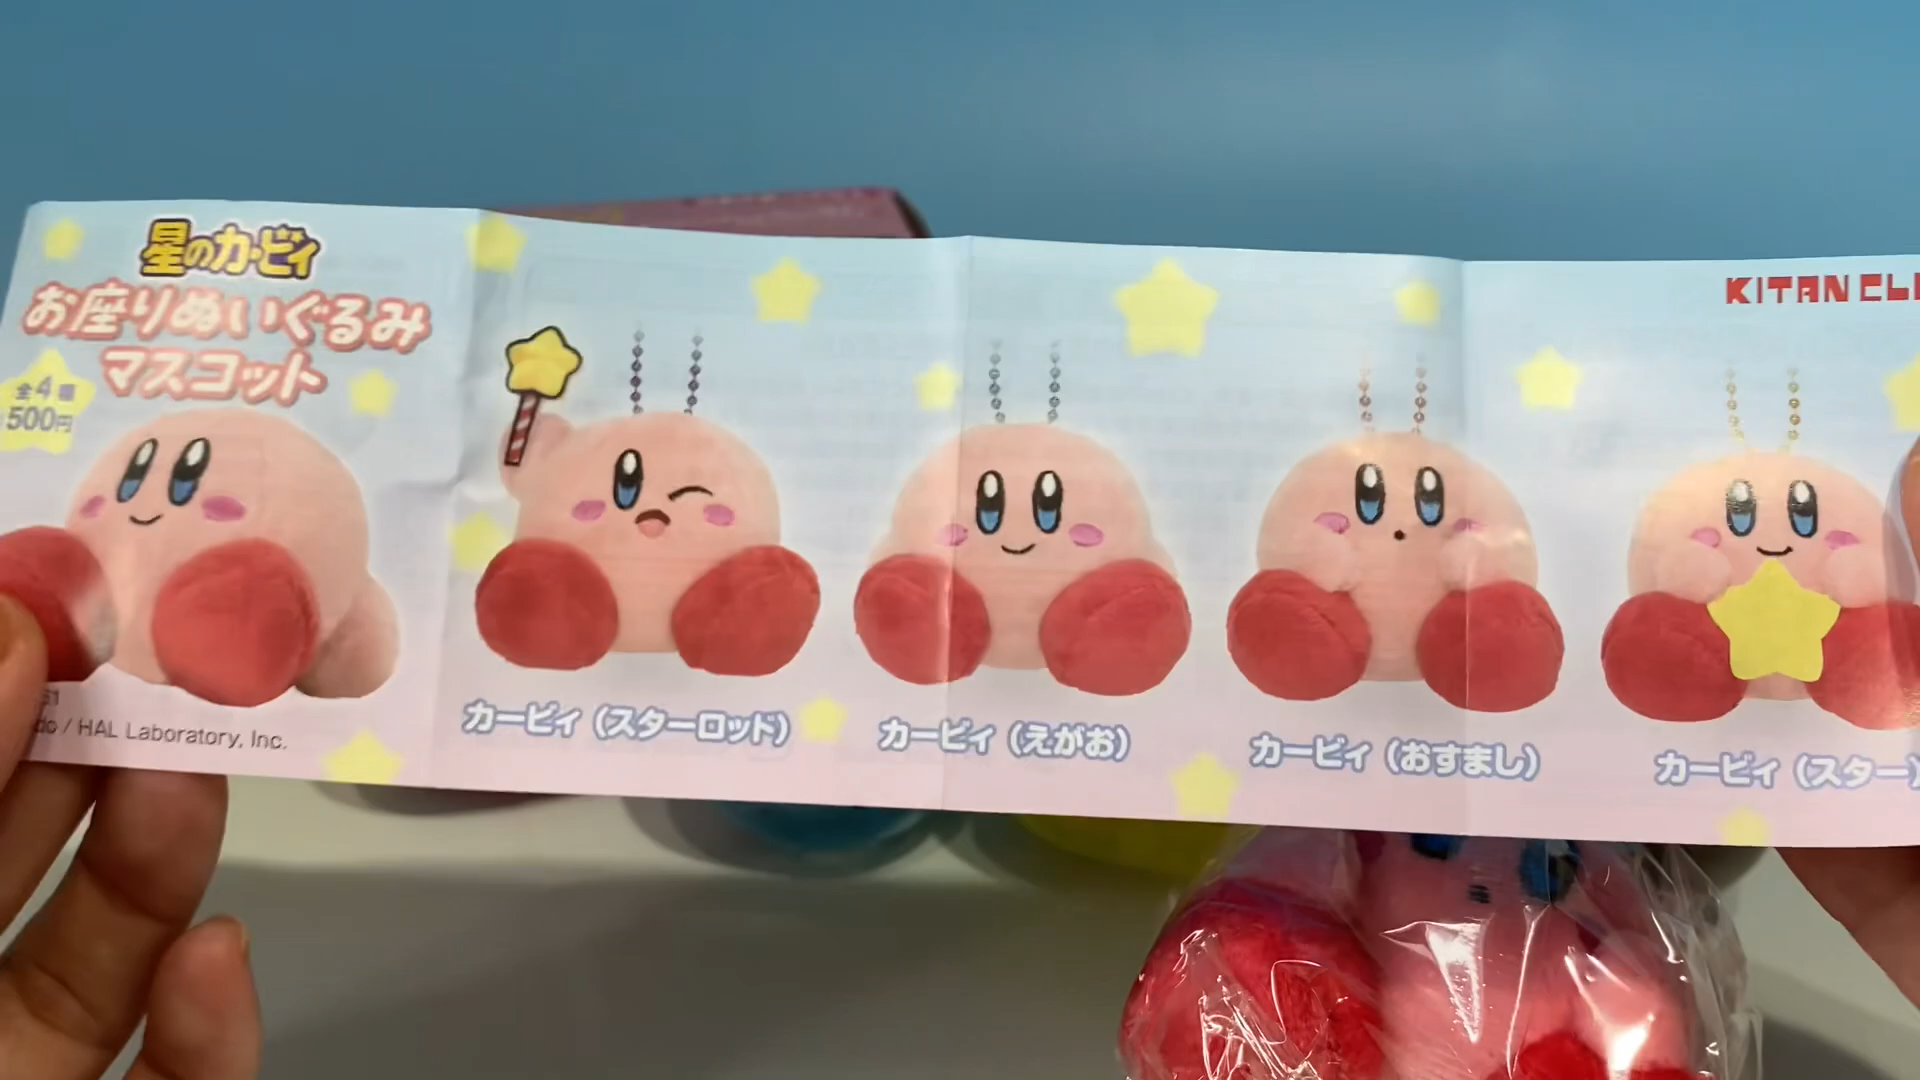 星のカービィ
お座りぬいぐるみ
マスコット
全4種
500円
/ HAL Laboratory, Inc.
KITAN
カービィ（スターロッド）
カービィ（えがお）
カービィ（おすまし）
カービィ（スター）